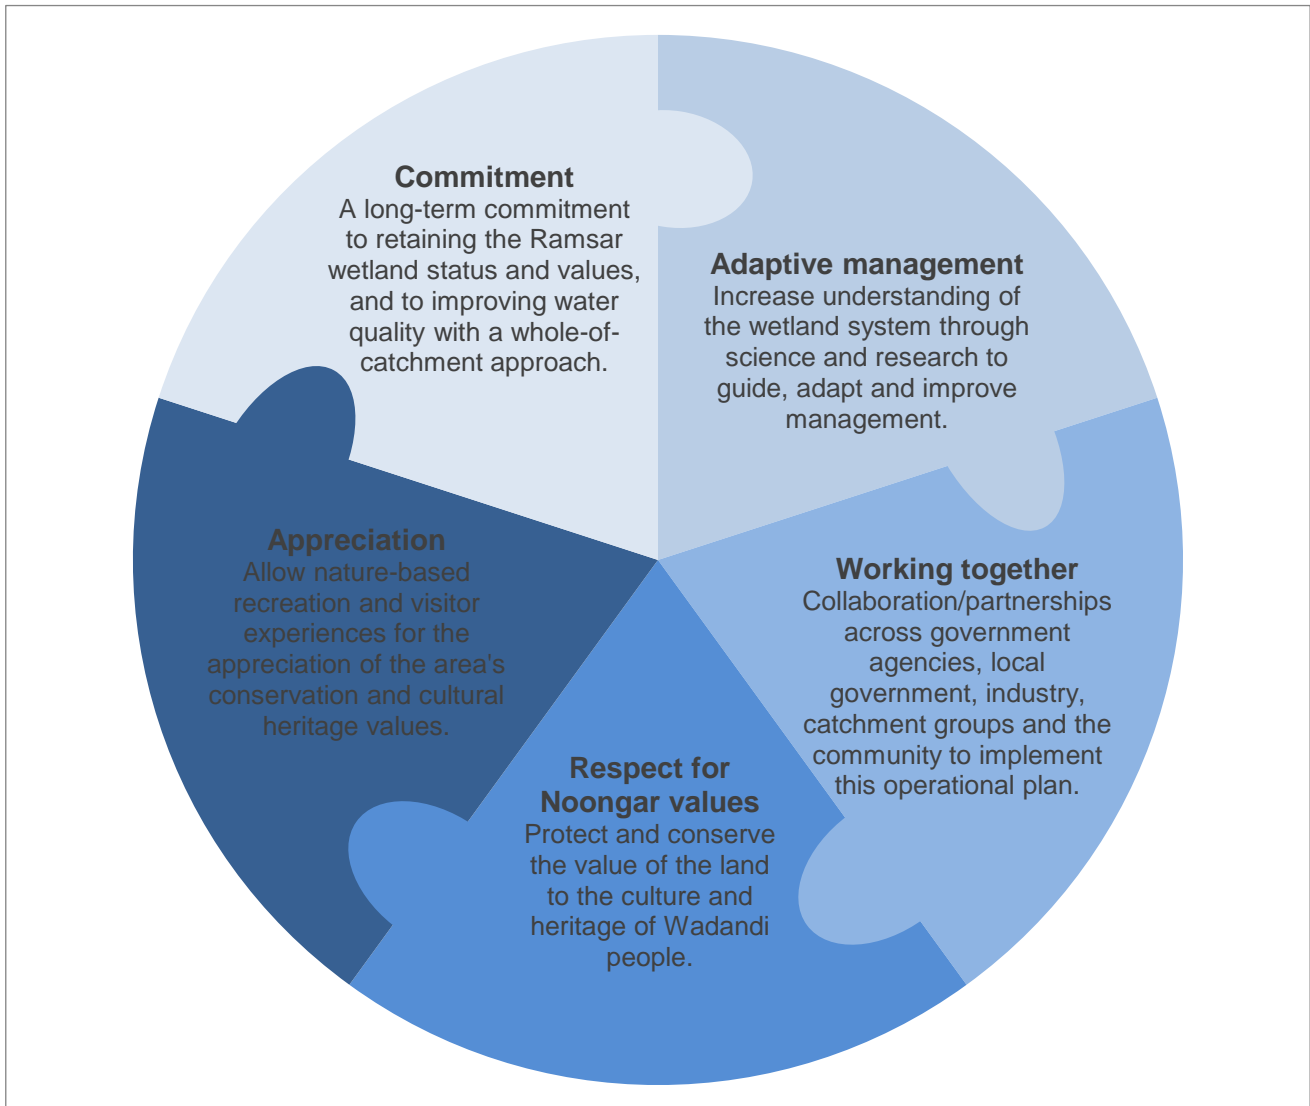 Commitment
A long-term commitment
to retaining the Ramsar
wetland status and values,
and to improving water
quality with a whole-of-
catchment approach.
Adaptive management
Increase understanding of
the wetland system through
science and research to
guide, adapt and improve
management.
Working together
Collaboration/partnerships
across government
agencies, local
government, industry,
catchment groups and the
community to implement
this operational plan.
Respect for
Noongar values
Protect and conserve
the value of the land
to the culture and
heritage of Wadandi
people.
Appreciation
Allow nature-based
recreation and visitor
experiences for the
appreciation of the area's
conservation and cultural
heritage values.